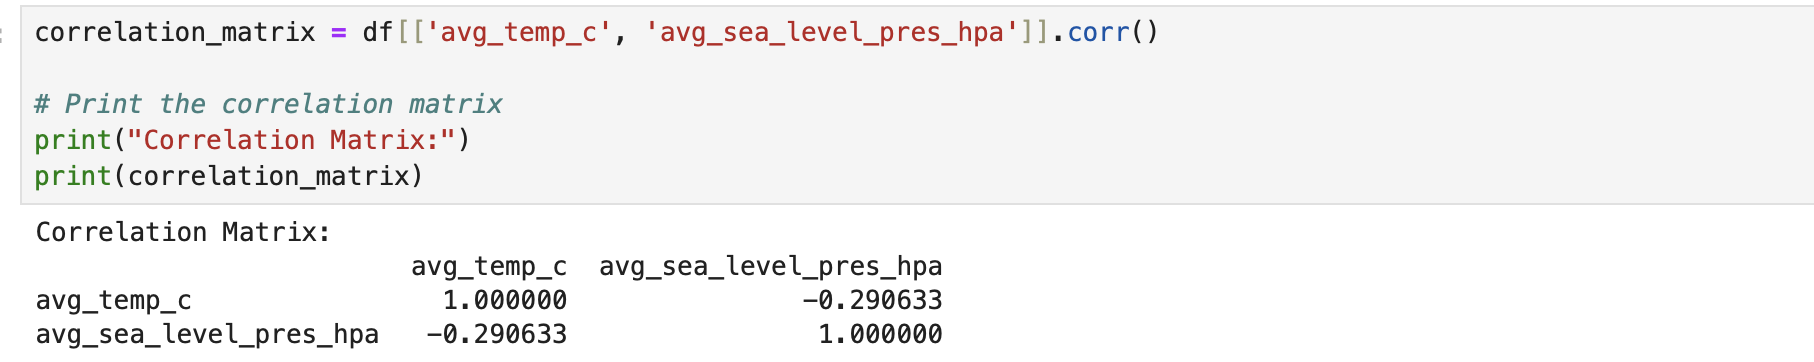 correlation_matrix = df[['avg_temp_c', 'avg_sea_level_pres_hpa']].corr()
# Print the correlation matrix
print("Correlation Matrix:")
print(correlation_matrix)
Correlation Matrix:
avg_temp_c avg_sea_level_pres_hpa
avg_temp_c 1.000000 -0.290633
avg_sea_level_pres_hpa -0.290633 1.000000